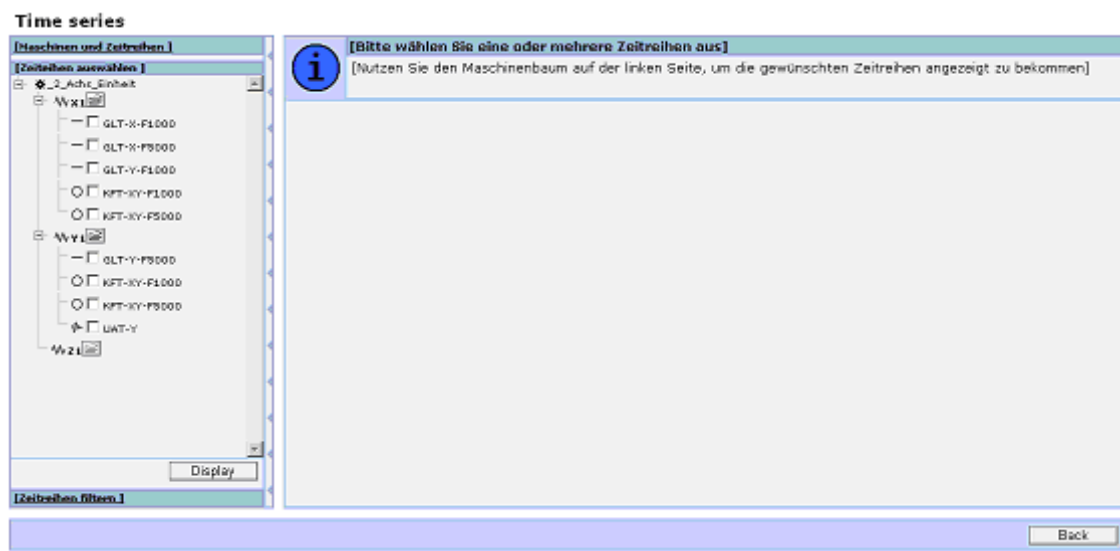 Time series
[Maschinen und Zeitreihen ]
[Zeiteihen auswählen ]
_2_Achs_Einheit
X1
GLT-X-F1000
GLT-X-F5000
GLT-Y-F1000
KFT-XY-F1000
KFT-XY-F5000
Y1
GLT-Y-F5000
KFT-XY-F1000
KFT-XY-F5000
UAT-Y
Z1
Display
[Zeitreihen filtern ]
i
[Bitte wählen Sie eine oder mehrere Zeitreihen aus]
[Nutzen Sie den Maschinenbaum auf der linken Seite, um die gewünschten Zeitreihen angezeigt zu bekommen]
Back